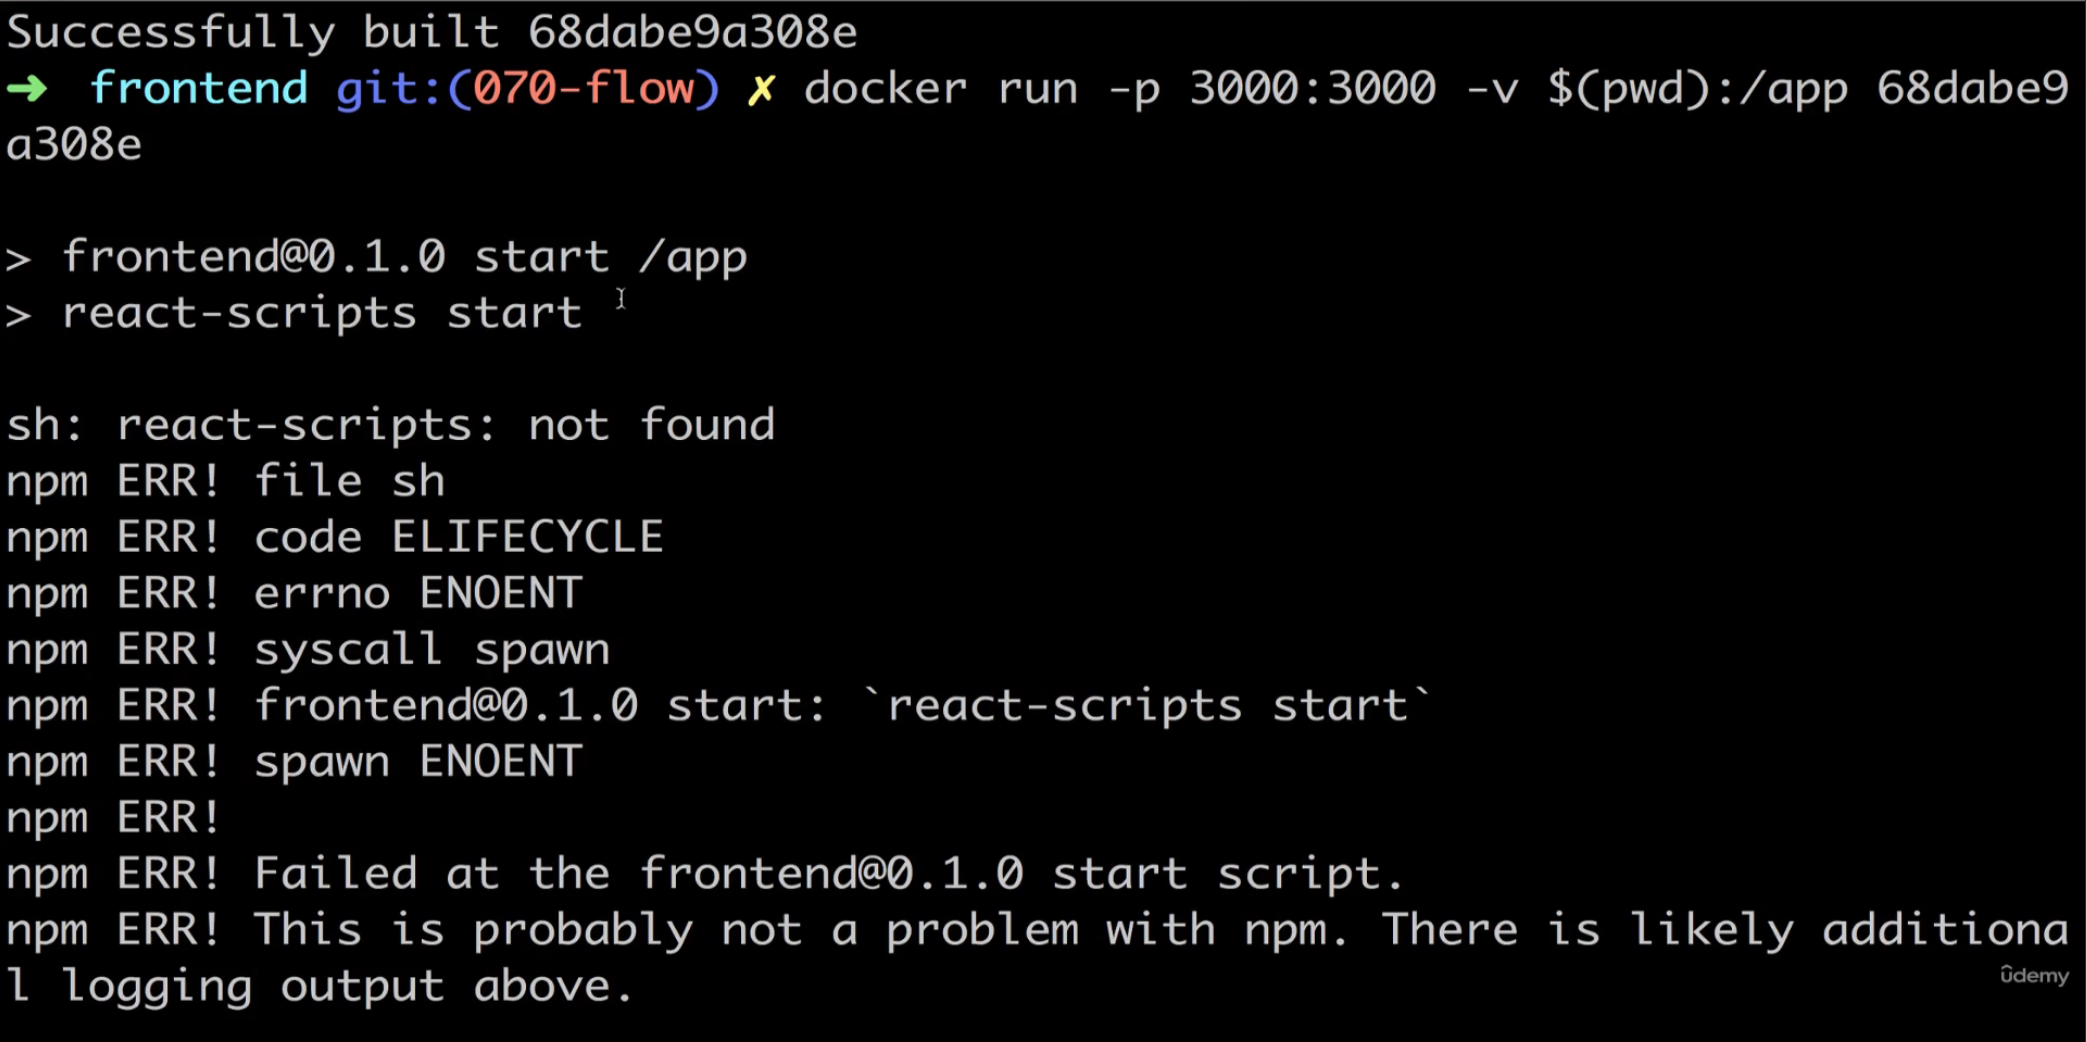 Successfully built 68dabe9a308e
➜  frontend git:(070-flow) ✗ docker run -p 3000:3000 -v $(pwd):/app 68dabe9
a308e
> frontend@0.1.0 start /app
> react-scripts start
sh: react-scripts: not found
npm ERR! file sh
npm ERR! code ELIFECYCLE
npm ERR! errno ENOENT
npm ERR! syscall spawn
npm ERR! frontend@0.1.0 start: `react-scripts start`
npm ERR! spawn ENOENT
npm ERR!
npm ERR! Failed at the frontend@0.1.0 start script.
npm ERR! This is probably not a problem with npm. There is likely additiona
l logging output above.
ûdemy